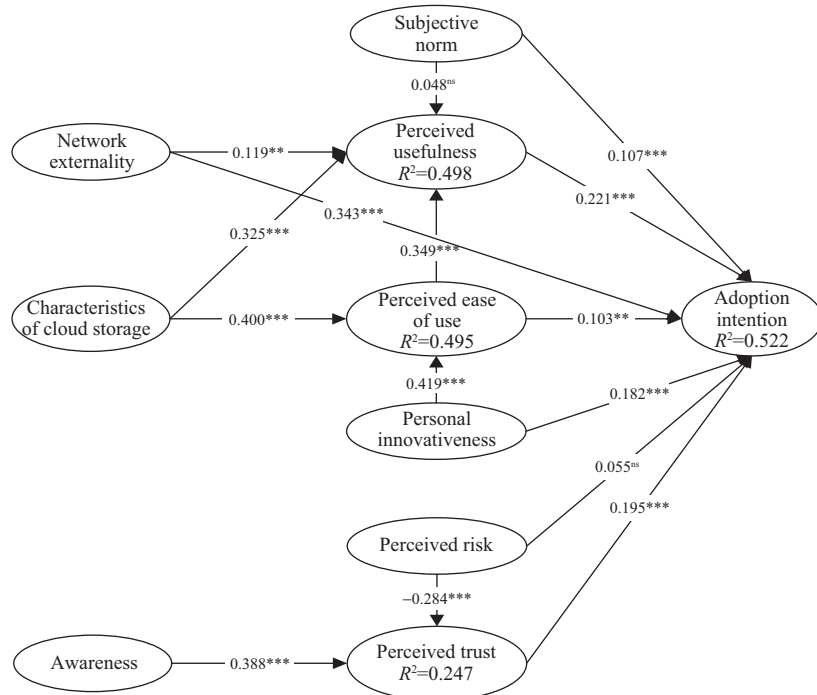 Subjective
norm
0.048ns
Network
externality
0.119**
Perceived
usefulness
R2=0.498
0.107***
0.221***
0.343***
0.325***
0.349***
Characteristics
of cloud storage
0.400***
Perceived ease
of use
R2=0.495
0.103**
Adoption
intention
R2=0.522
0.419***
0.182***
Personal
innovativeness
0.055ns
0.195***
Perceived risk
−0.284***
Awareness
0.388***
Perceived trust
R2=0.247